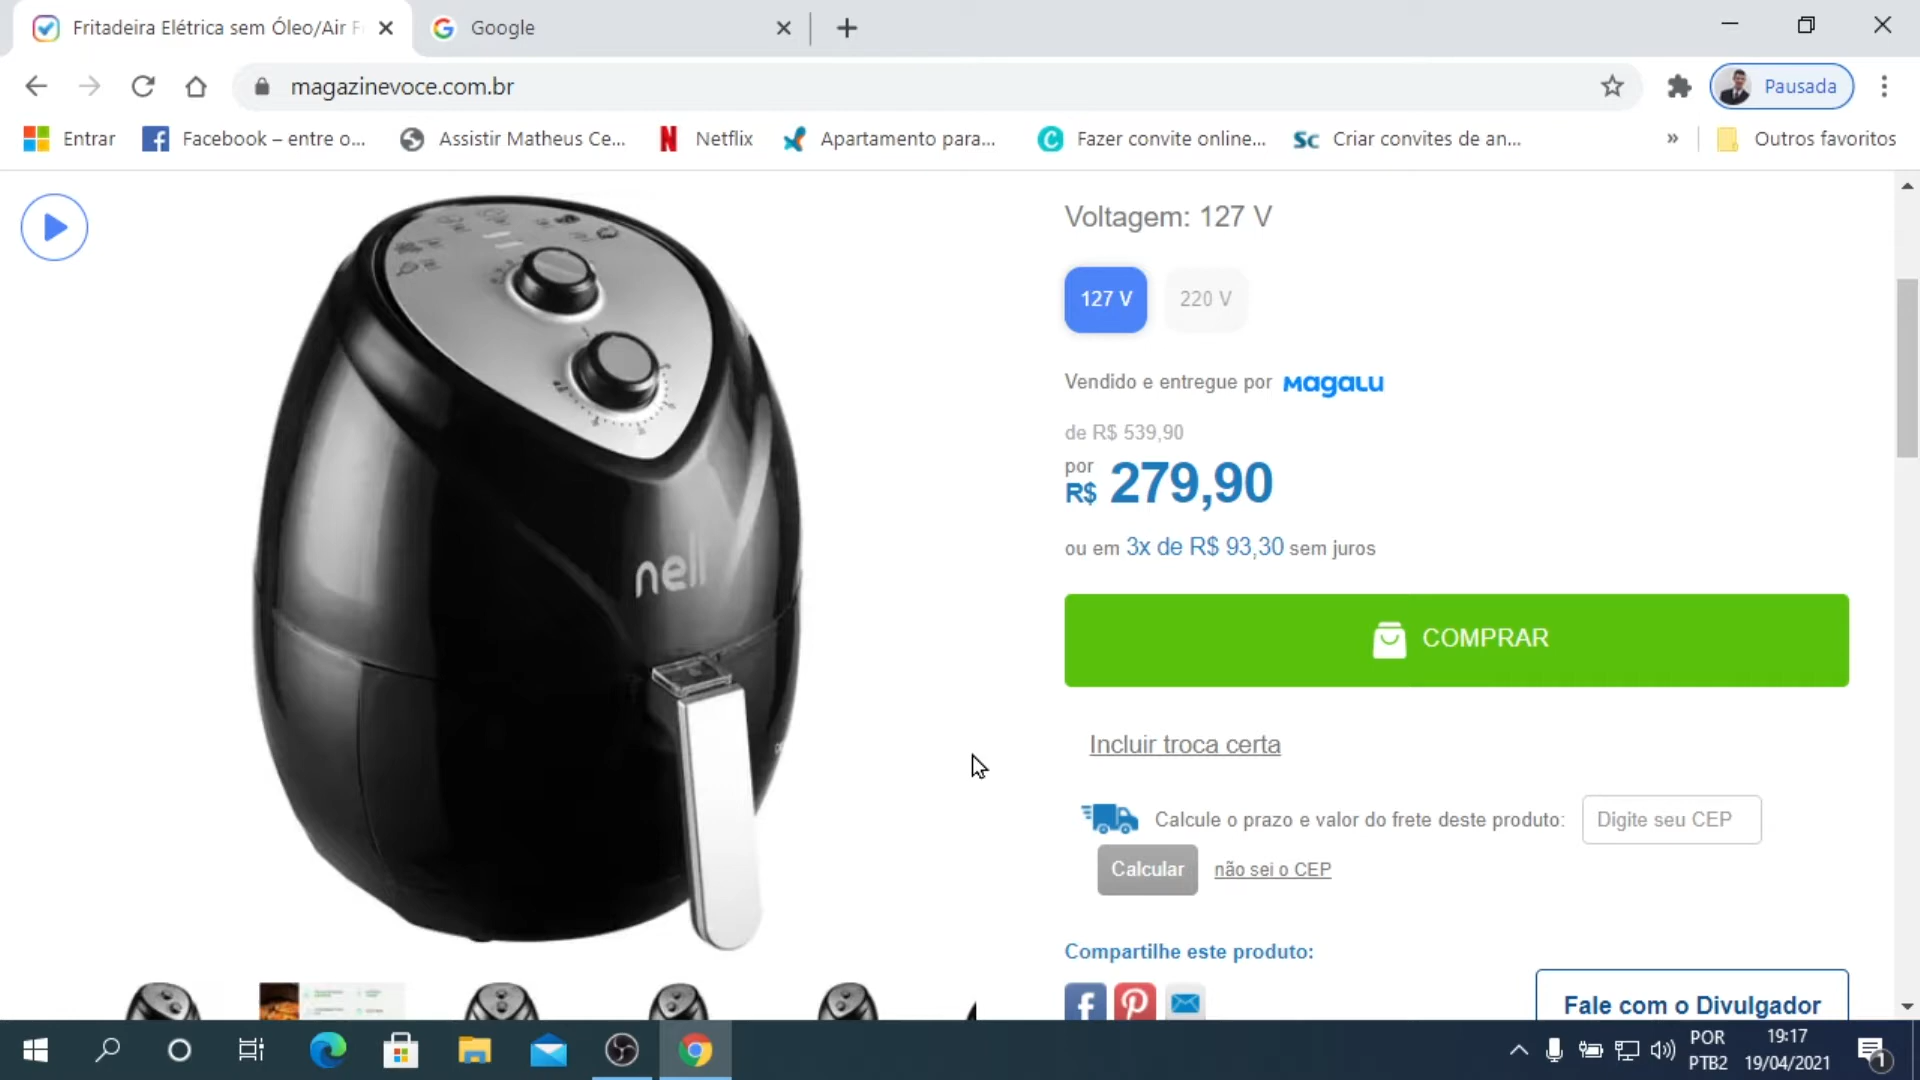 Fritadeira Elétrica sem Óleo/Air F
Google
magazinevoce.com.br
Pausada
Entrar
Facebook – entre o...
Assistir Matheus Ce...
Netflix
Apartamento para...
Fazer convite online...
Sc
Criar convites de an...
»
Outros favoritos
Voltagem: 127 V
127 V
220 V
Vendido e entregue por magalu
de R$ 539,90
por
R$ 279,90
ou em 3x de R$ 93,30 sem juros
nell
COMPRAR
Incluir troca certa
Calcule o prazo e valor do frete deste produto:
Digite seu CEP
Calcular
não sei o CEP
Compartilhe este produto:
Fale com o Divulgador
POR
PTB2
19:17
19/04/2021
1